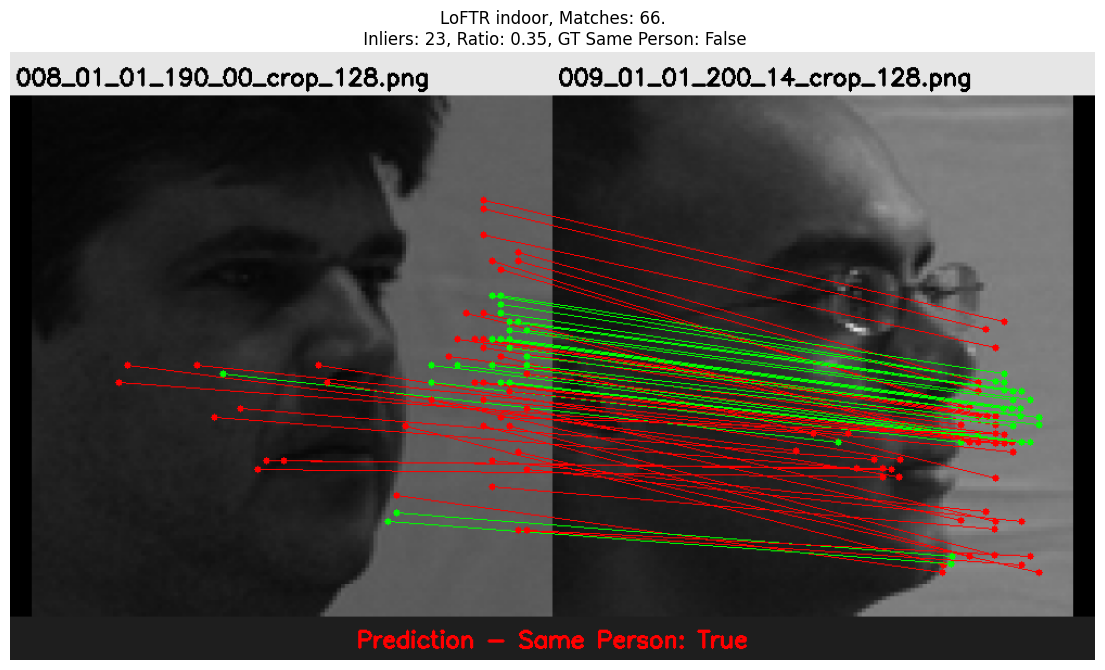 LoFTR indoor, Matches: 66.
Inliers: 23, Ratio: 0.35, GT Same Person: False
008_01_01_190_00_crop_128.png
009_01_01_200_14_crop_128.png
Prediction – Same Person: True